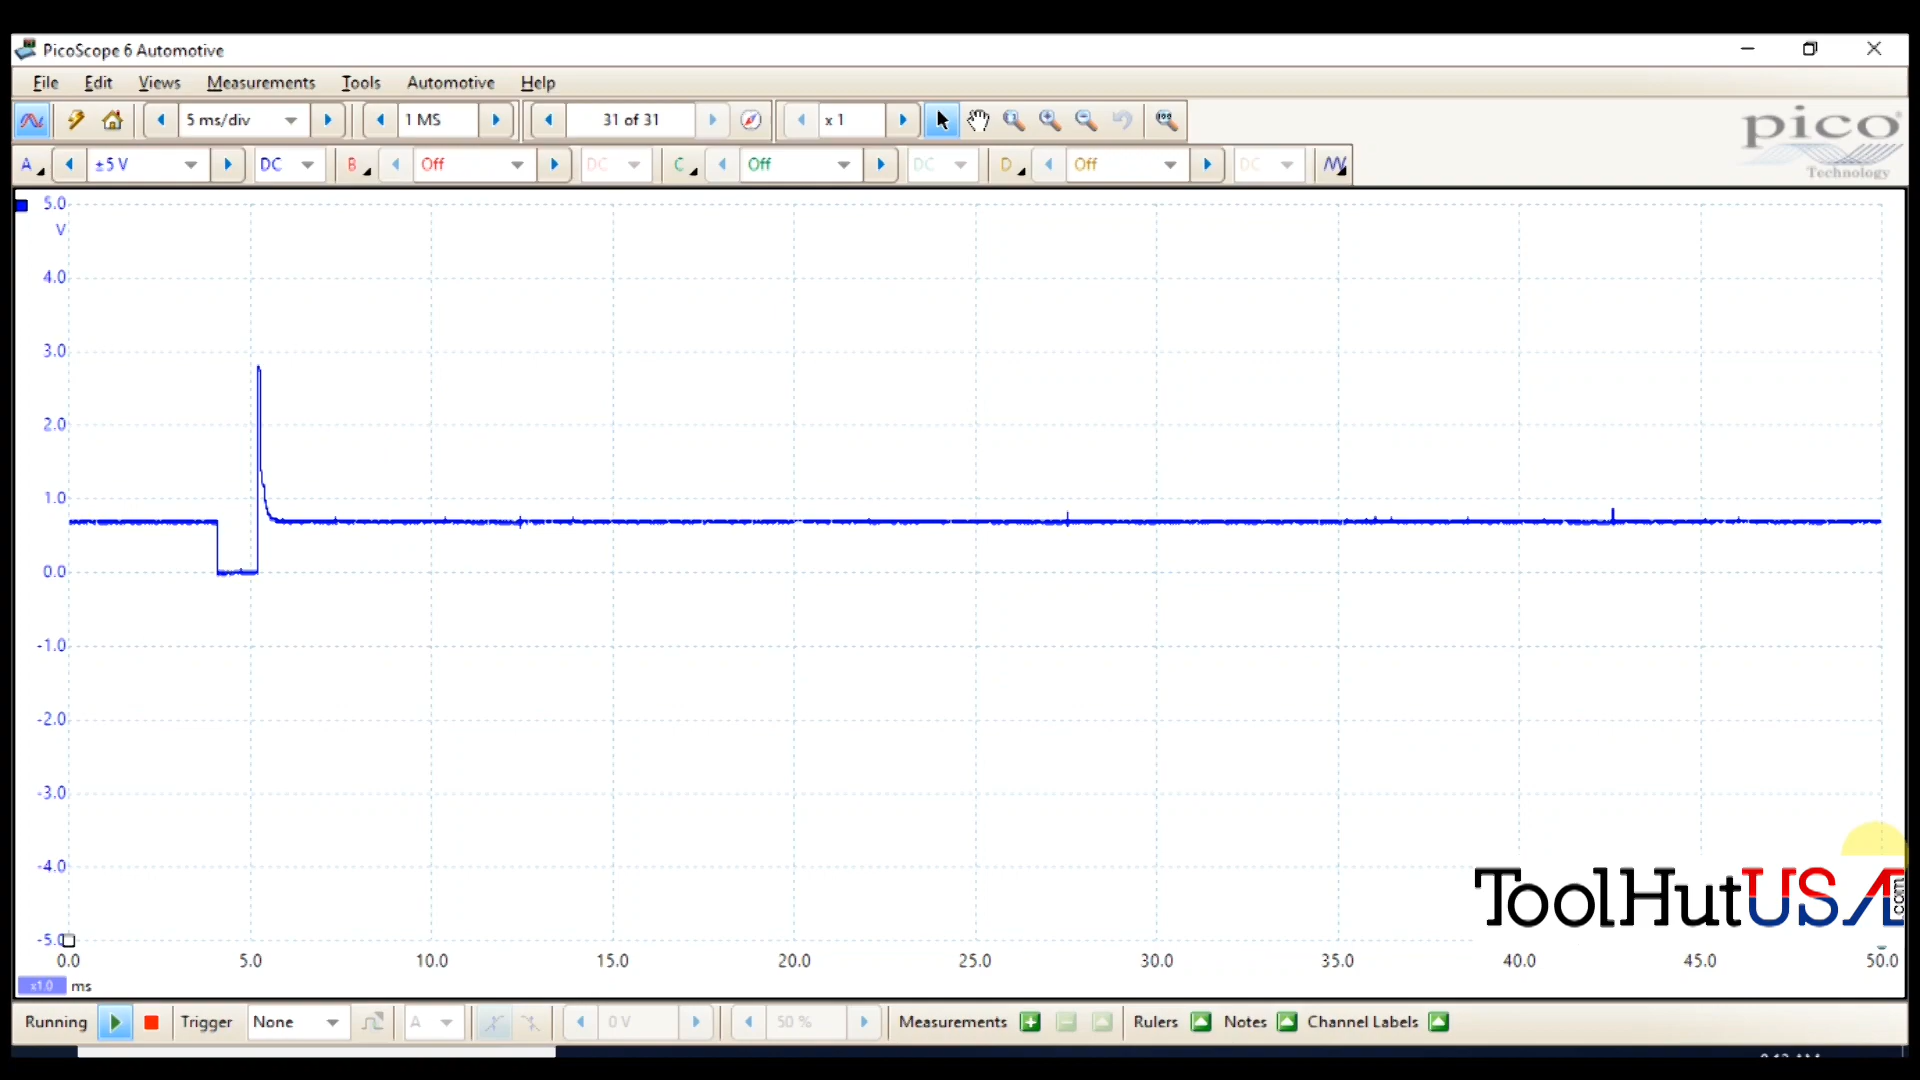 PicoScope 6 Automotive
File Edit Views Measurements Tools Automotive Help
5 ms/div 1 MS 31 of 31 x 1
A ±5 V DC B Off DC C Off DC D Off DC
pico
Technology
5.0
V
4.0
3.0
2.0
1.0
0.0
-1.0
-2.0
-3.0
-4.0
-5.0
ToolHutUSA.com
0.0 5.0 10.0 15.0 20.0 25.0 30.0 35.0 40.0 45.0 50.0
x1.0 ms
Running Trigger None A 0 V 50 % Measurements Rulers Notes Channel Labels